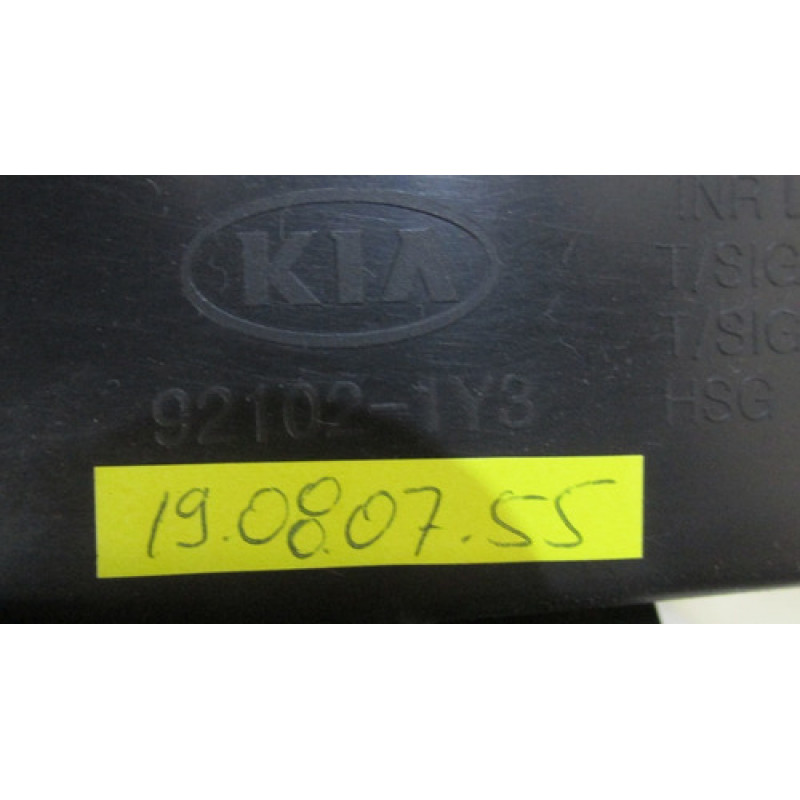 KIA
92102-1Y3
INR
T/SIG
T/SIG
HSG
19.08.07.55